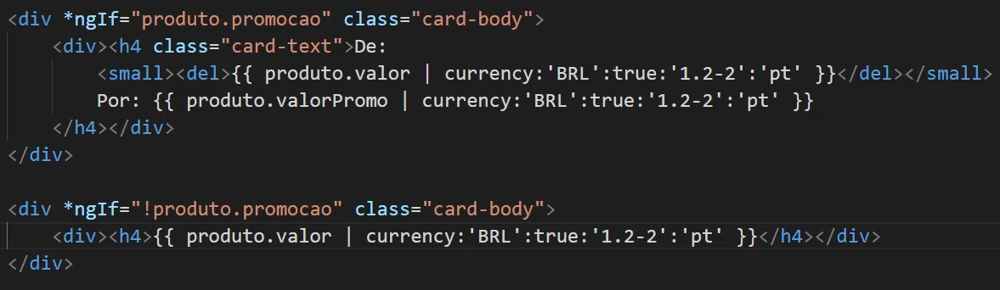 <div *ngIf="produto.promocao" class="card-body">
    <div><h4 class="card-text">De:
        <small><del>{{ produto.valor | currency:'BRL':true:'1.2-2':'pt' }}</del></small>
        Por: {{ produto.valorPromo | currency:'BRL':true:'1.2-2':'pt' }}
    </h4></div>
</div>

<div *ngIf="!produto.promocao" class="card-body">
    <div><h4>{{ produto.valor | currency:'BRL':true:'1.2-2':'pt' }}</h4></div>
</div>